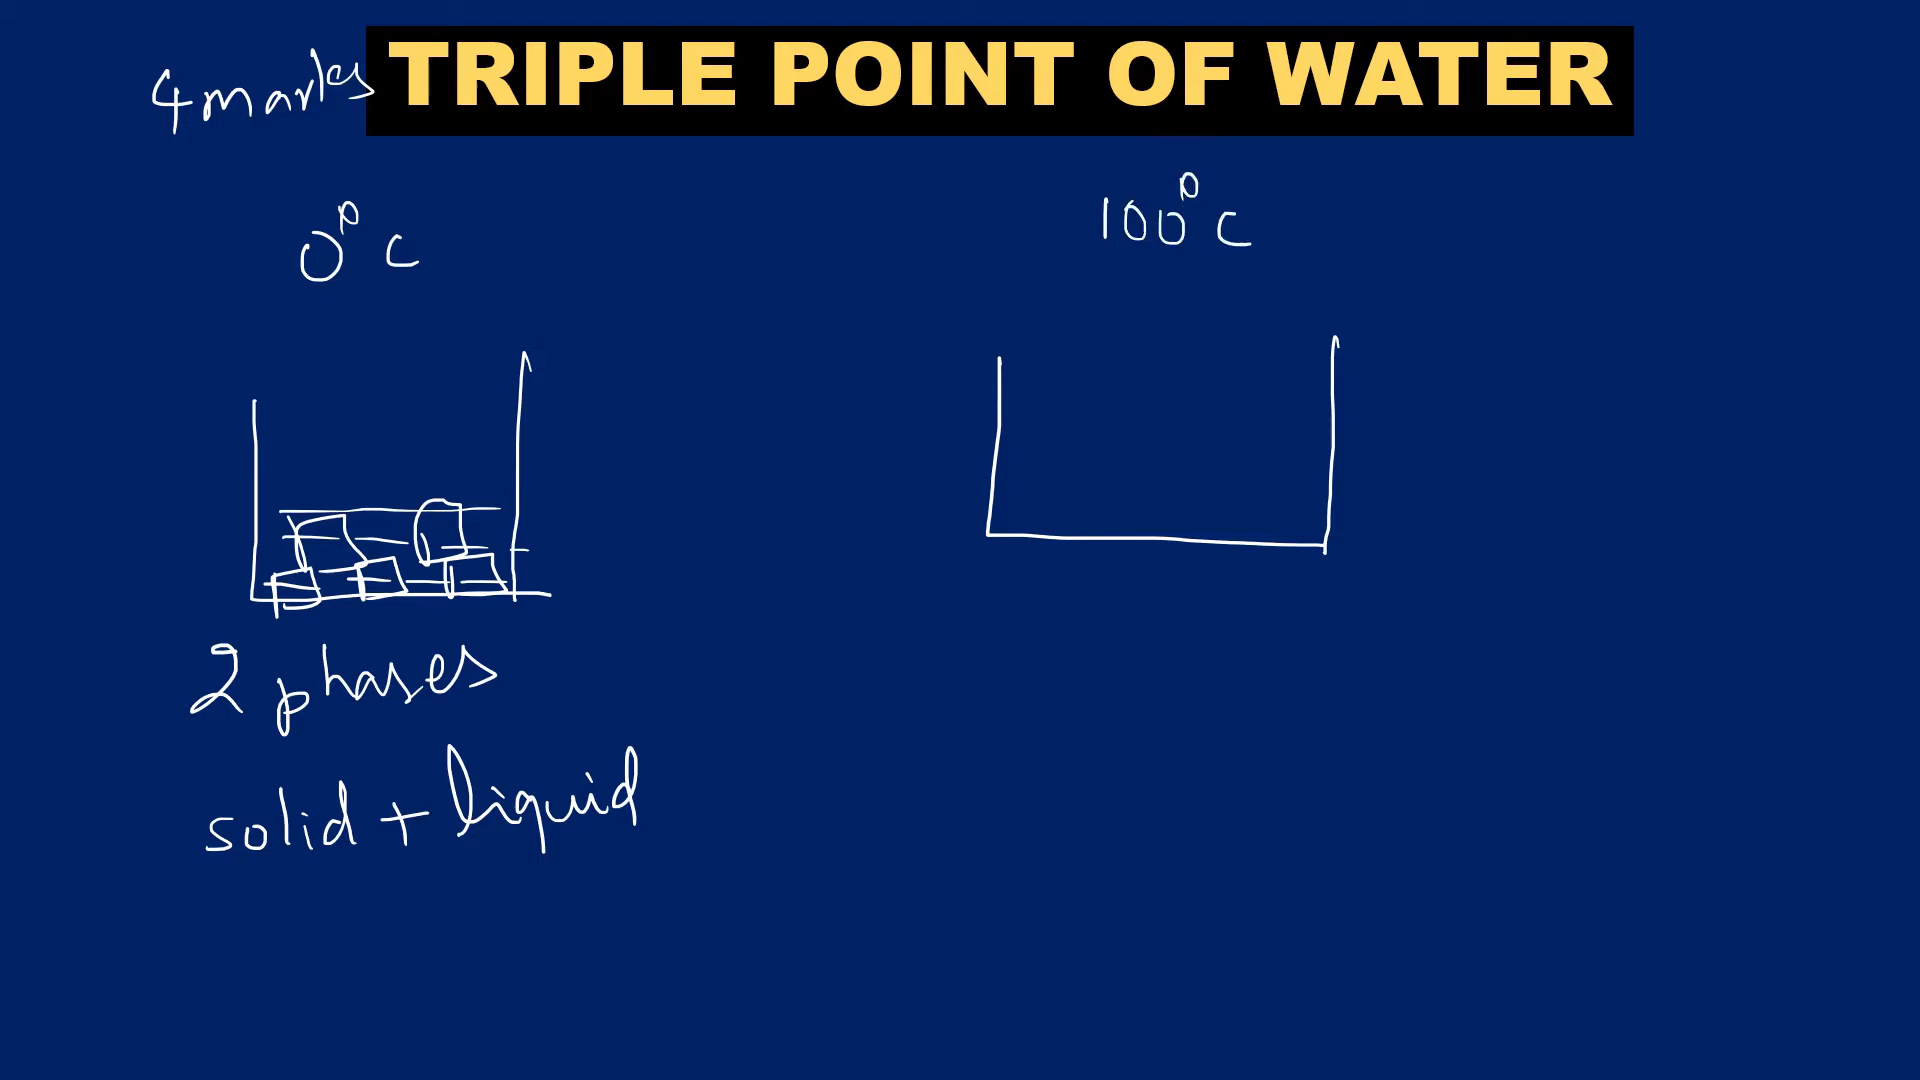 4 marks TRIPLE POINT OF WATER
0°C
100°C
2 phases
solid + liquid